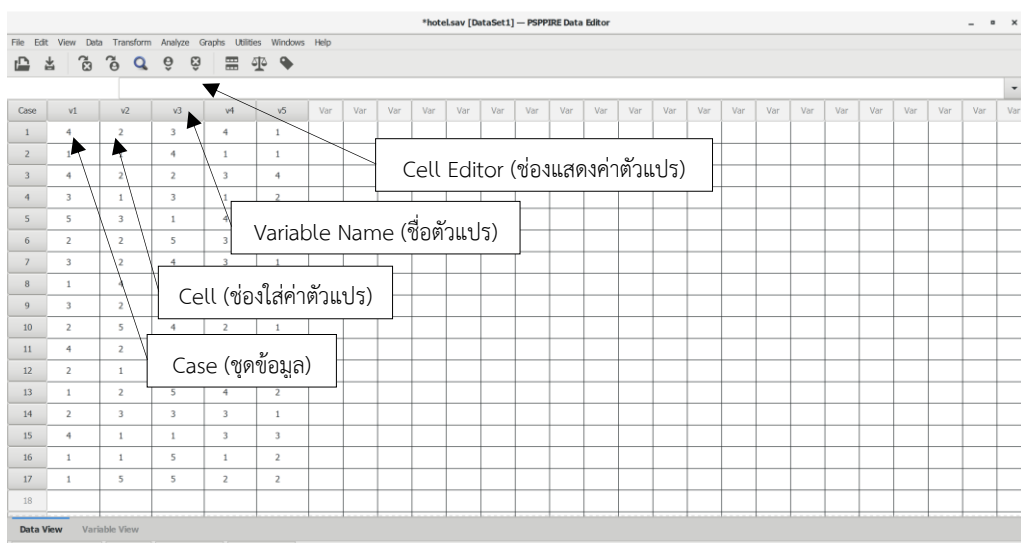 *hotel.sav [DataSet1] — PSPPIRE Data Editor
File Edit View Data Transform Analyze Graphs Utilities Windows Help
Case v1 v2 v3 v4 v5 Var Var Var Var Var Var Var Var Var Var Var Var Var Var Var Var Var Var Var
1 4 2 3 4 1
2 1 4 1 1
3 4 2 2 3 4
Cell Editor (ช่องแสดงค่าตัวแปร)
4 3 1 3 1 2
5 5 3 1 4
Variable Name (ชื่อตัวแปร)
6 2 2 5 3
7 3 2 4 3 1
8 1 4
Cell (ช่องใส่ค่าตัวแปร)
9 3 2
10 2 5 4 2 1
11 4 2
Case (ชุดข้อมูล)
12 2 1
13 1 2 5 4 2
14 2 3 3 3 1
15 4 1 1 3 3
16 1 1 5 1 2
17 1 5 5 2 2
18
Data View Variable View